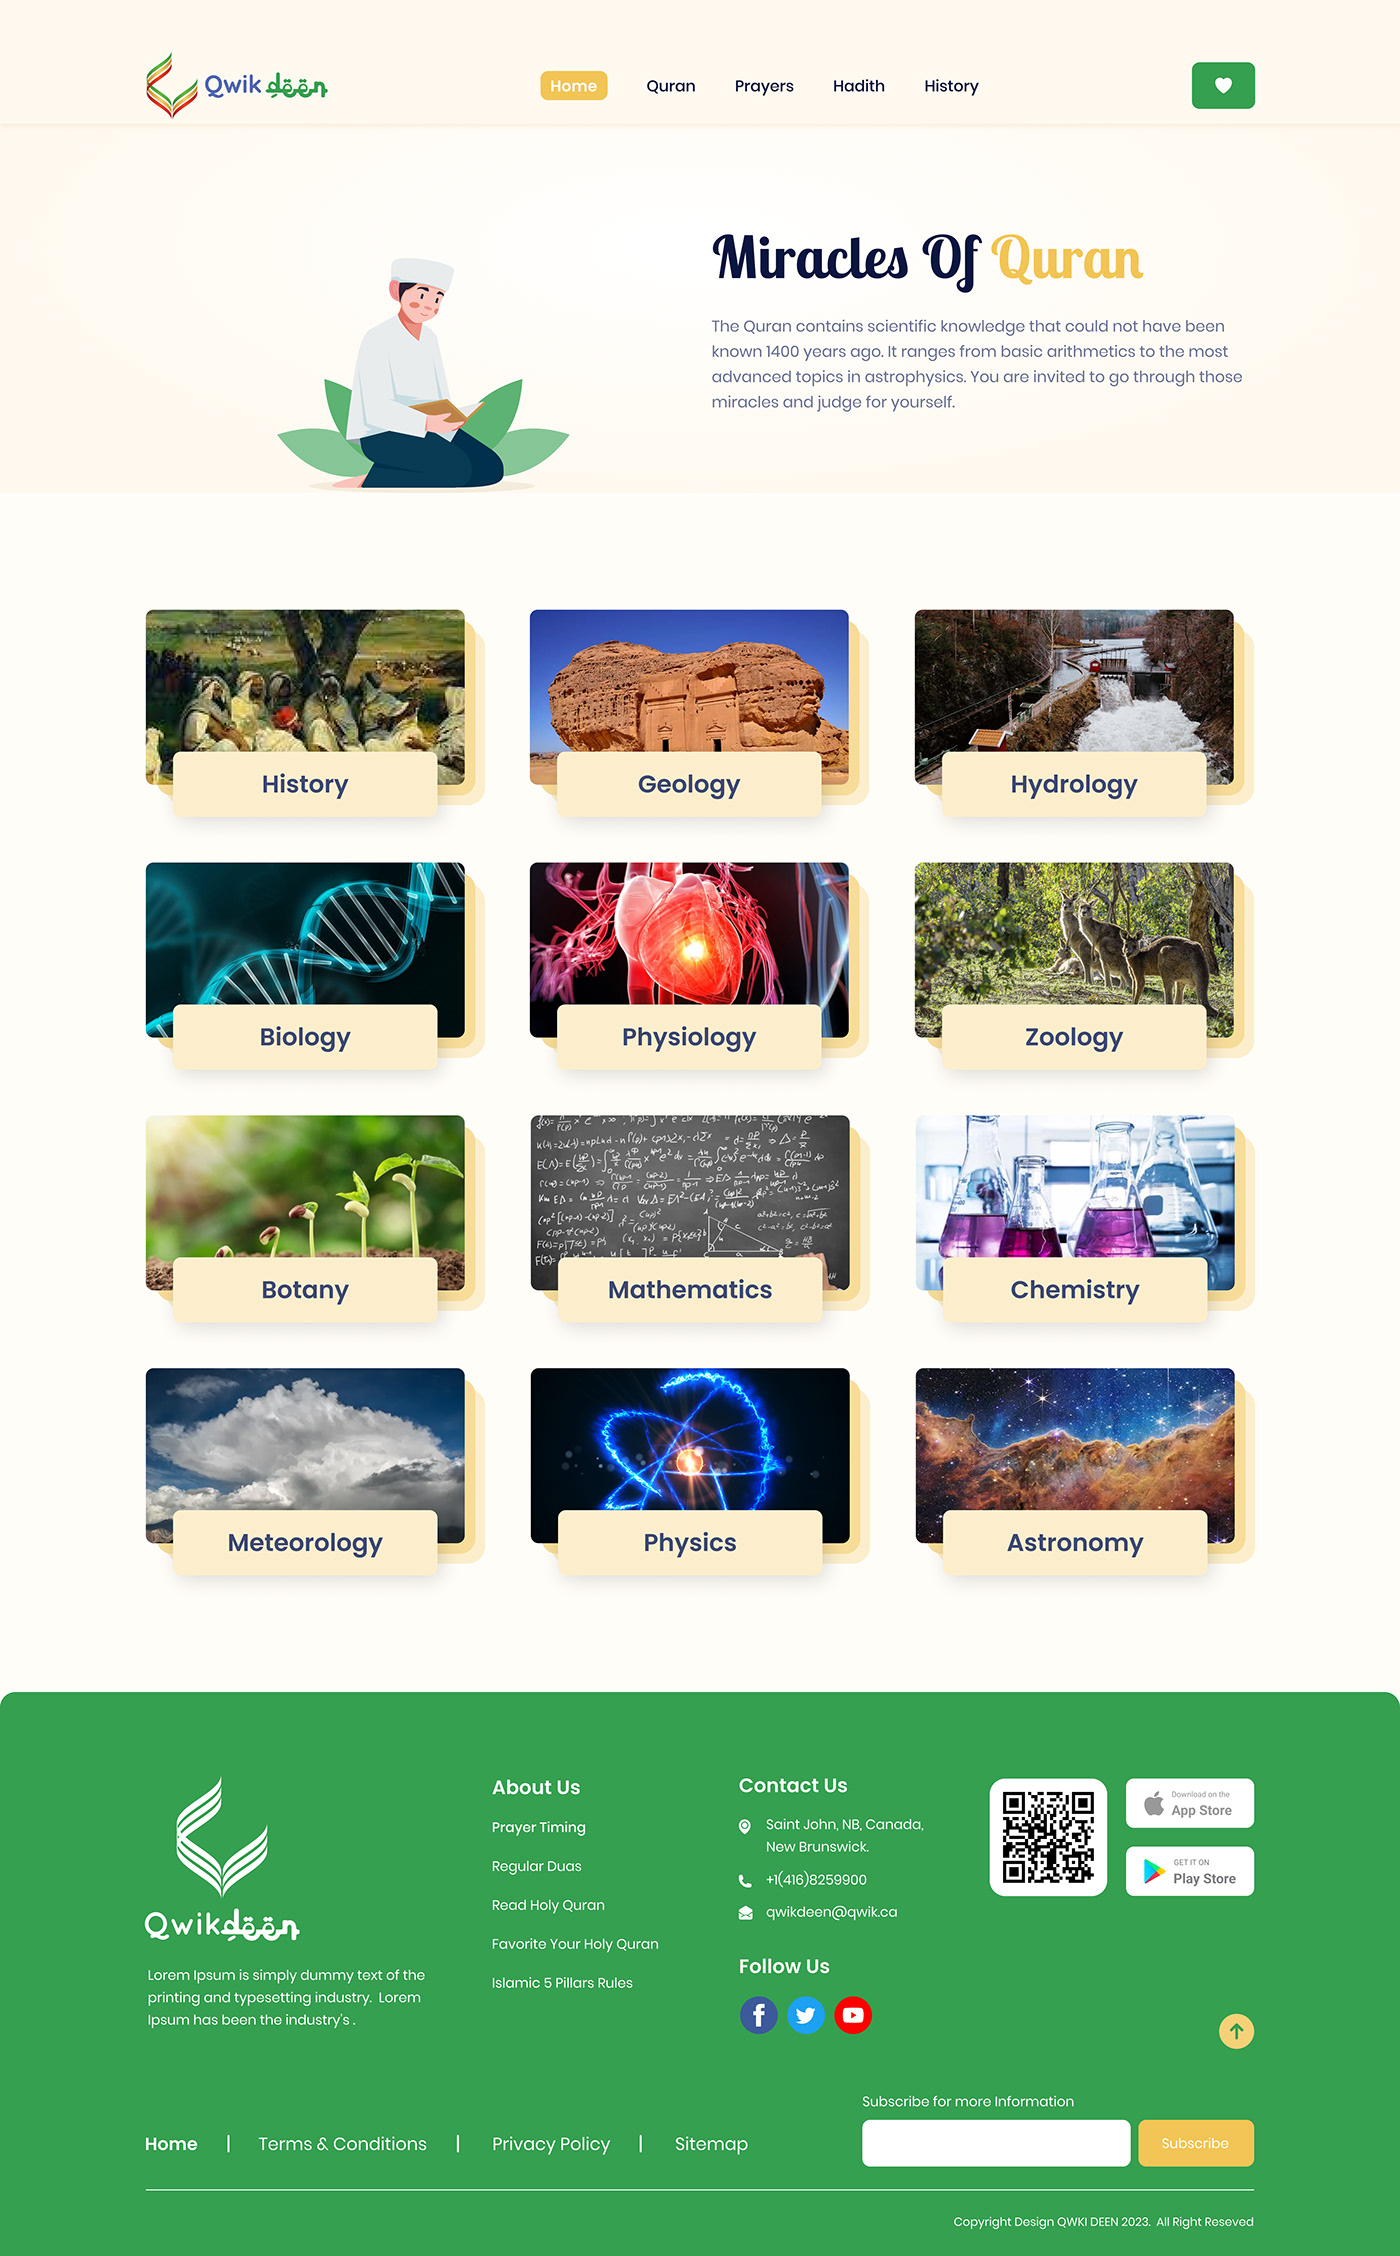 Qwik deen
Home
Quran
Prayers
Hadith
History
Miracles Of Quran
The Quran contains scientific knowledge that could not have been
known 1400 years ago. It ranges from basic arithmetics to the most
advanced topics in astrophysics. You are invited to go through those
miracles and judge for yourself.
History
Geology
Hydrology
Biology
Physiology
Zoology
Botany
Mathematics
Chemistry
Meteorology
Physics
Astronomy
Qwikdeen
Lorem Ipsum is simply dummy text of the
printing and typesetting industry. Lorem
Ipsum has been the industry's .
About Us
Prayer Timing
Regular Duas
Read Holy Quran
Favorite Your Holy Quran
Islamic 5 Pillars Rules
Contact Us
Saint John, NB, Canada,
New Brunswick.
+1(416)8259900
qwikdeen@qwik.ca
Follow Us
Download on the
App Store
GET IT ON
Play Store
Subscribe for more Information
Subscribe
Home | Terms & Conditions | Privacy Policy | Sitemap
Copyright Design QWKI DEEN 2023. All Right Reseved